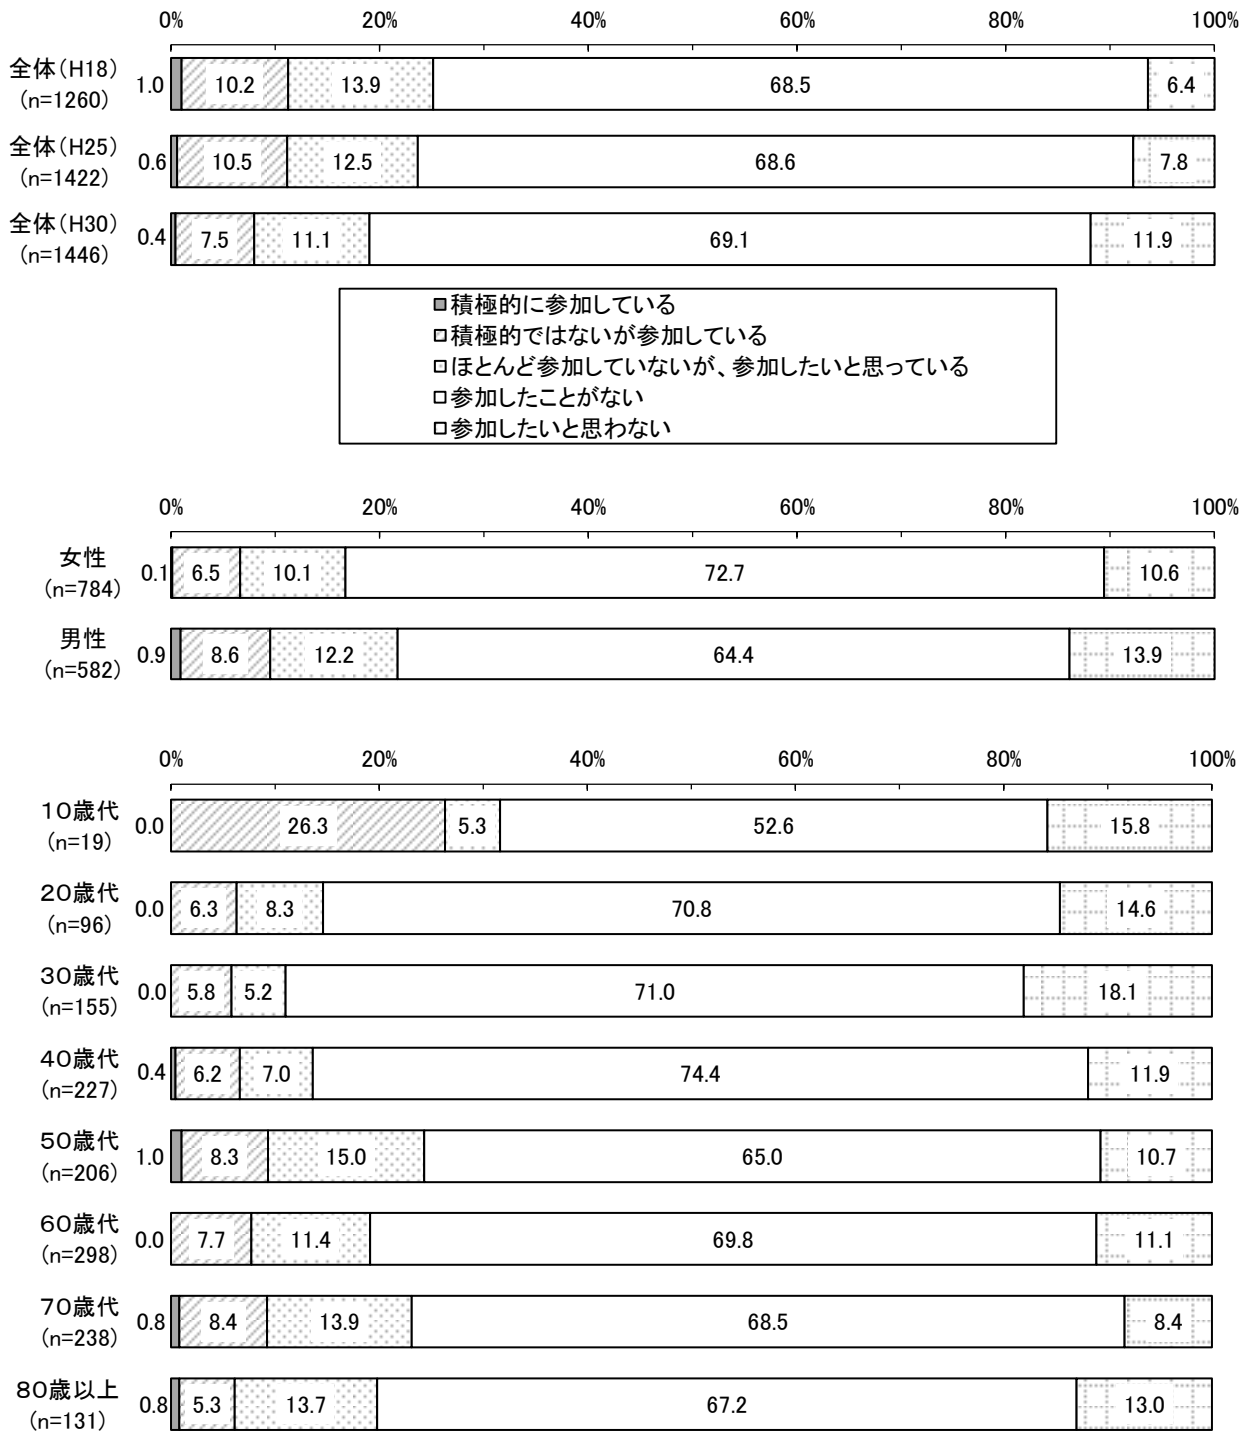 0% 20% 40% 60% 80% 100%
全体(H18) 1.0 10.2 13.9 68.5 6.4
(n=1260)
全体(H25) 0.6 10.5 12.5 68.6 7.8
(n=1422)
全体(H30) 0.4 7.5 11.1 69.1 11.9
(n=1446)
積極的に参加している
積極的ではないが参加している
ほとんど参加していないが、参加したいと思っている
参加したことがない
参加したいと思わない
0% 20% 40% 60% 80% 100%
女性 0.1 6.5 10.1 72.7 10.6
(n=784)
男性 0.9 8.6 12.2 64.4 13.9
(n=582)
0% 20% 40% 60% 80% 100%
10歳代 0.0 26.3 5.3 52.6 15.8
(n=19)
20歳代 0.0 6.3 8.3 70.8 14.6
(n=96)
30歳代 0.0 5.8 5.2 71.0 18.1
(n=155)
40歳代 0.4 6.2 7.0 74.4 11.9
(n=227)
50歳代 1.0 8.3 15.0 65.0 10.7
(n=206)
60歳代 0.0 7.7 11.4 69.8 11.1
(n=298)
70歳代 0.8 8.4 13.9 68.5 8.4
(n=238)
80歳以上 0.8 5.3 13.7 67.2 13.0
(n=131)